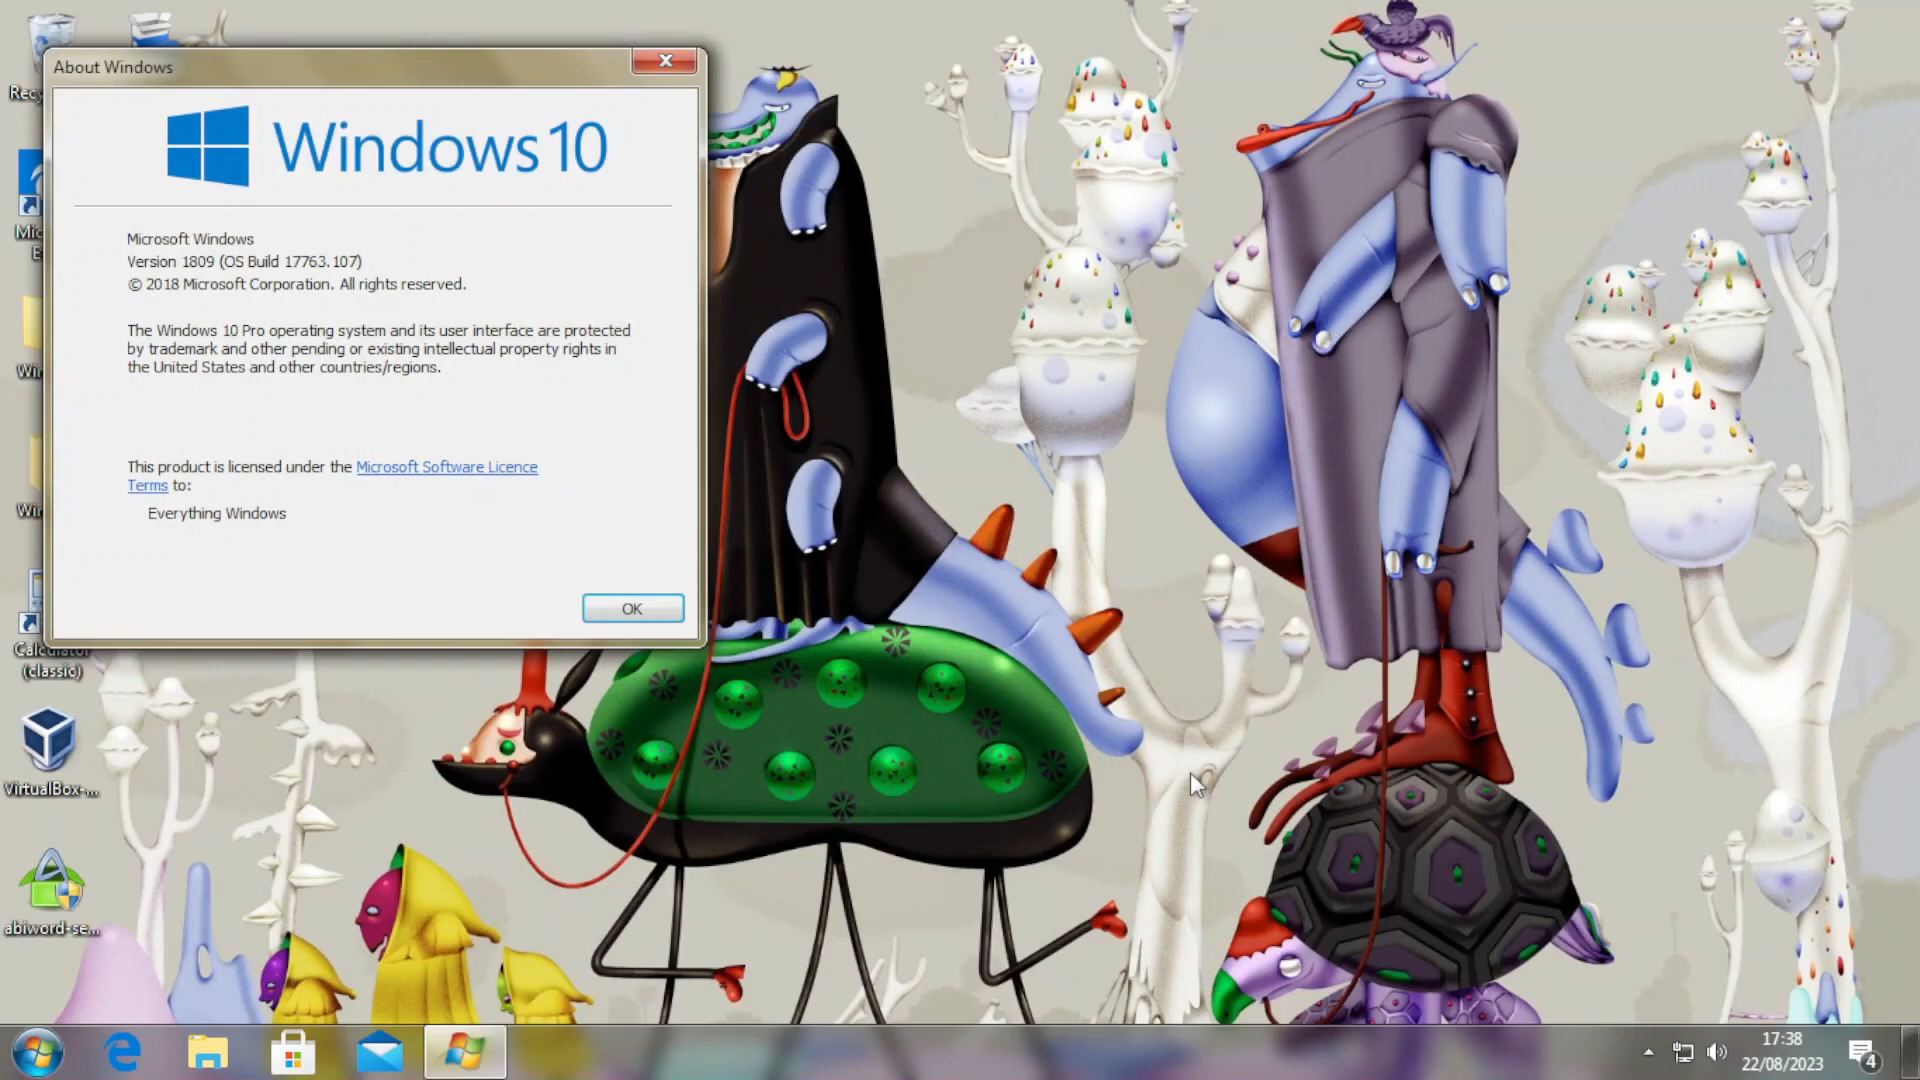 About Windows
Windows 10
Microsoft Windows
Version 1809 (OS Build 17763.107)
© 2018 Microsoft Corporation. All rights reserved.
The Windows 10 Pro operating system and its user interface are protected
by trademark and other pending or existing intellectual property rights in
the United States and other countries/regions.
This product is licensed under the Microsoft Software Licence
Terms to:
Everything Windows
OK
Calculator
(classic)
VirtualBox-...
abiword-se...
17:38
22/08/2023
4